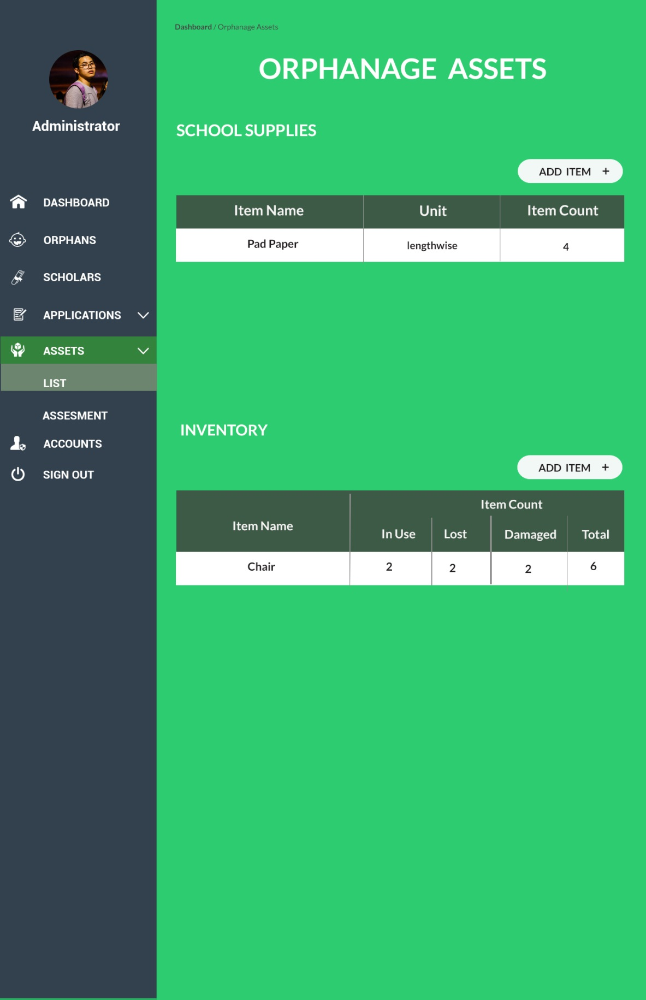 Dashboard / Orphanage Assets
ORPHANAGE ASSETS
Administrator
DASHBOARD
ORPHANS
SCHOLARS
APPLICATIONS
ASSETS
LIST
ASSESMENT
ACCOUNTS
SIGN OUT
SCHOOL SUPPLIES
ADD ITEM +
Item Name Unit Item Count
Pad Paper lengthwise 4
INVENTORY
ADD ITEM +
Item Count
Item Name In Use Lost Damaged Total
Chair 2 2 2 6